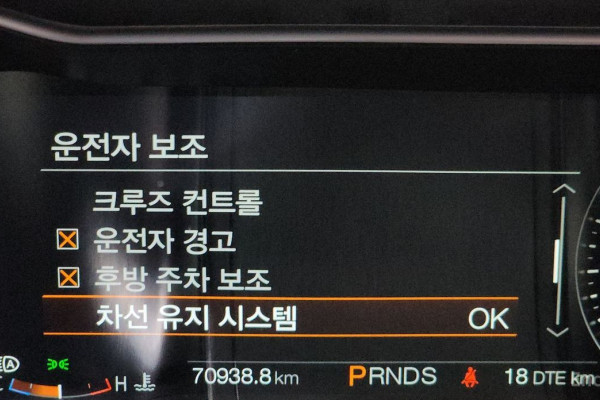 운전자 보조
크루즈 컨트롤
운전자 경고
후방 주차 보조
차선 유지 시스템 OK
H 70938.8 km PRNDS 18 DTE km